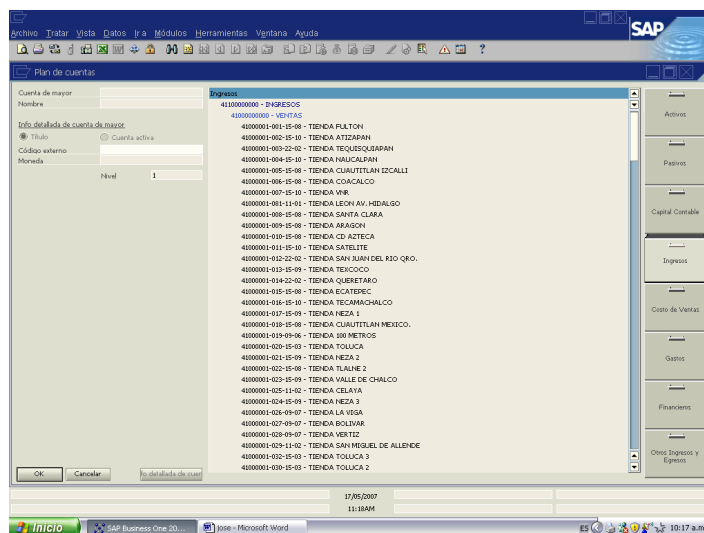 SAP
Archivo Tratar Vista Datos Ir a Módulos Herramientas Ventana Ayuda
Plan de cuentas
Cuenta de mayor
Nombre
Info detallada de cuenta de mayor
Título Cuenta activa
Código externo
Moneda
Nivel 1
Ingresos
41100000000 - INGRESOS
41000000000 - VENTAS
41000001-001-15-08 - TIENDA FULTON
41000001-002-15-10 - TIENDA ATIZAPAN
41000001-003-22-02 - TIENDA TEQUISQUIAPAN
41000001-004-15-10 - TIENDA NAUCALPAN
41000001-005-15-08 - TIENDA CUAUTITLAN IZCALLI
41000001-006-15-08 - TIENDA COACALCO
41000001-007-15-10 - TIENDA VNR
41000001-081-11-01 - TIENDA LEON AV. HIDALGO
41000001-008-15-08 - TIENDA SANTA CLARA
41000001-009-15-08 - TIENDA ARAGON
41000001-010-15-08 - TIENDA CD AZTECA
41000001-011-15-10 - TIENDA SATELITE
41000001-012-22-02 - TIENDA SAN JUAN DEL RIO QRO.
41000001-013-15-09 - TIENDA TEXCOCO
41000001-014-22-02 - TIENDA QUERETARO
41000001-015-15-08 - TIENDA ECATEPEC
41000001-016-15-10 - TIENDA TECAMACHALCO
41000001-017-15-09 - TIENDA NEZA 1
41000001-018-15-08 - TIENDA CUAUTITLAN MEXICO.
41000001-019-09-06 - TIENDA 100 METROS
41000001-020-15-03 - TIENDA TOLUCA
41000001-021-15-09 - TIENDA NEZA 2
41000001-022-15-08 - TIENDA TLALNE 2
41000001-023-15-09 - TIENDA VALLE DE CHALCO
41000001-025-11-02 - TIENDA CELAYA
41000001-024-15-09 - TIENDA NEZA 3
41000001-026-09-07 - TIENDA LA VIGA
41000001-027-09-07 - TIENDA BOLIVAR
41000001-028-09-07 - TIENDA VERTIZ
41000001-029-11-02 - TIENDA SAN MIGUEL DE ALLENDE
41000001-032-15-03 - TIENDA TOLUCA 3
41000001-030-15-03 - TIENDA TOLUCA 2
Activos
Pasivos
Capital Contable
Ingresos
Costo de Ventas
Gastos
Financieros
Otros Ingresos y
Egresos
OK Cancelar fo detallada de cuen
17/05/2007
11:18AM
Inicio SAP Business One 20... jose - Microsoft Word ES 10:17 a.m